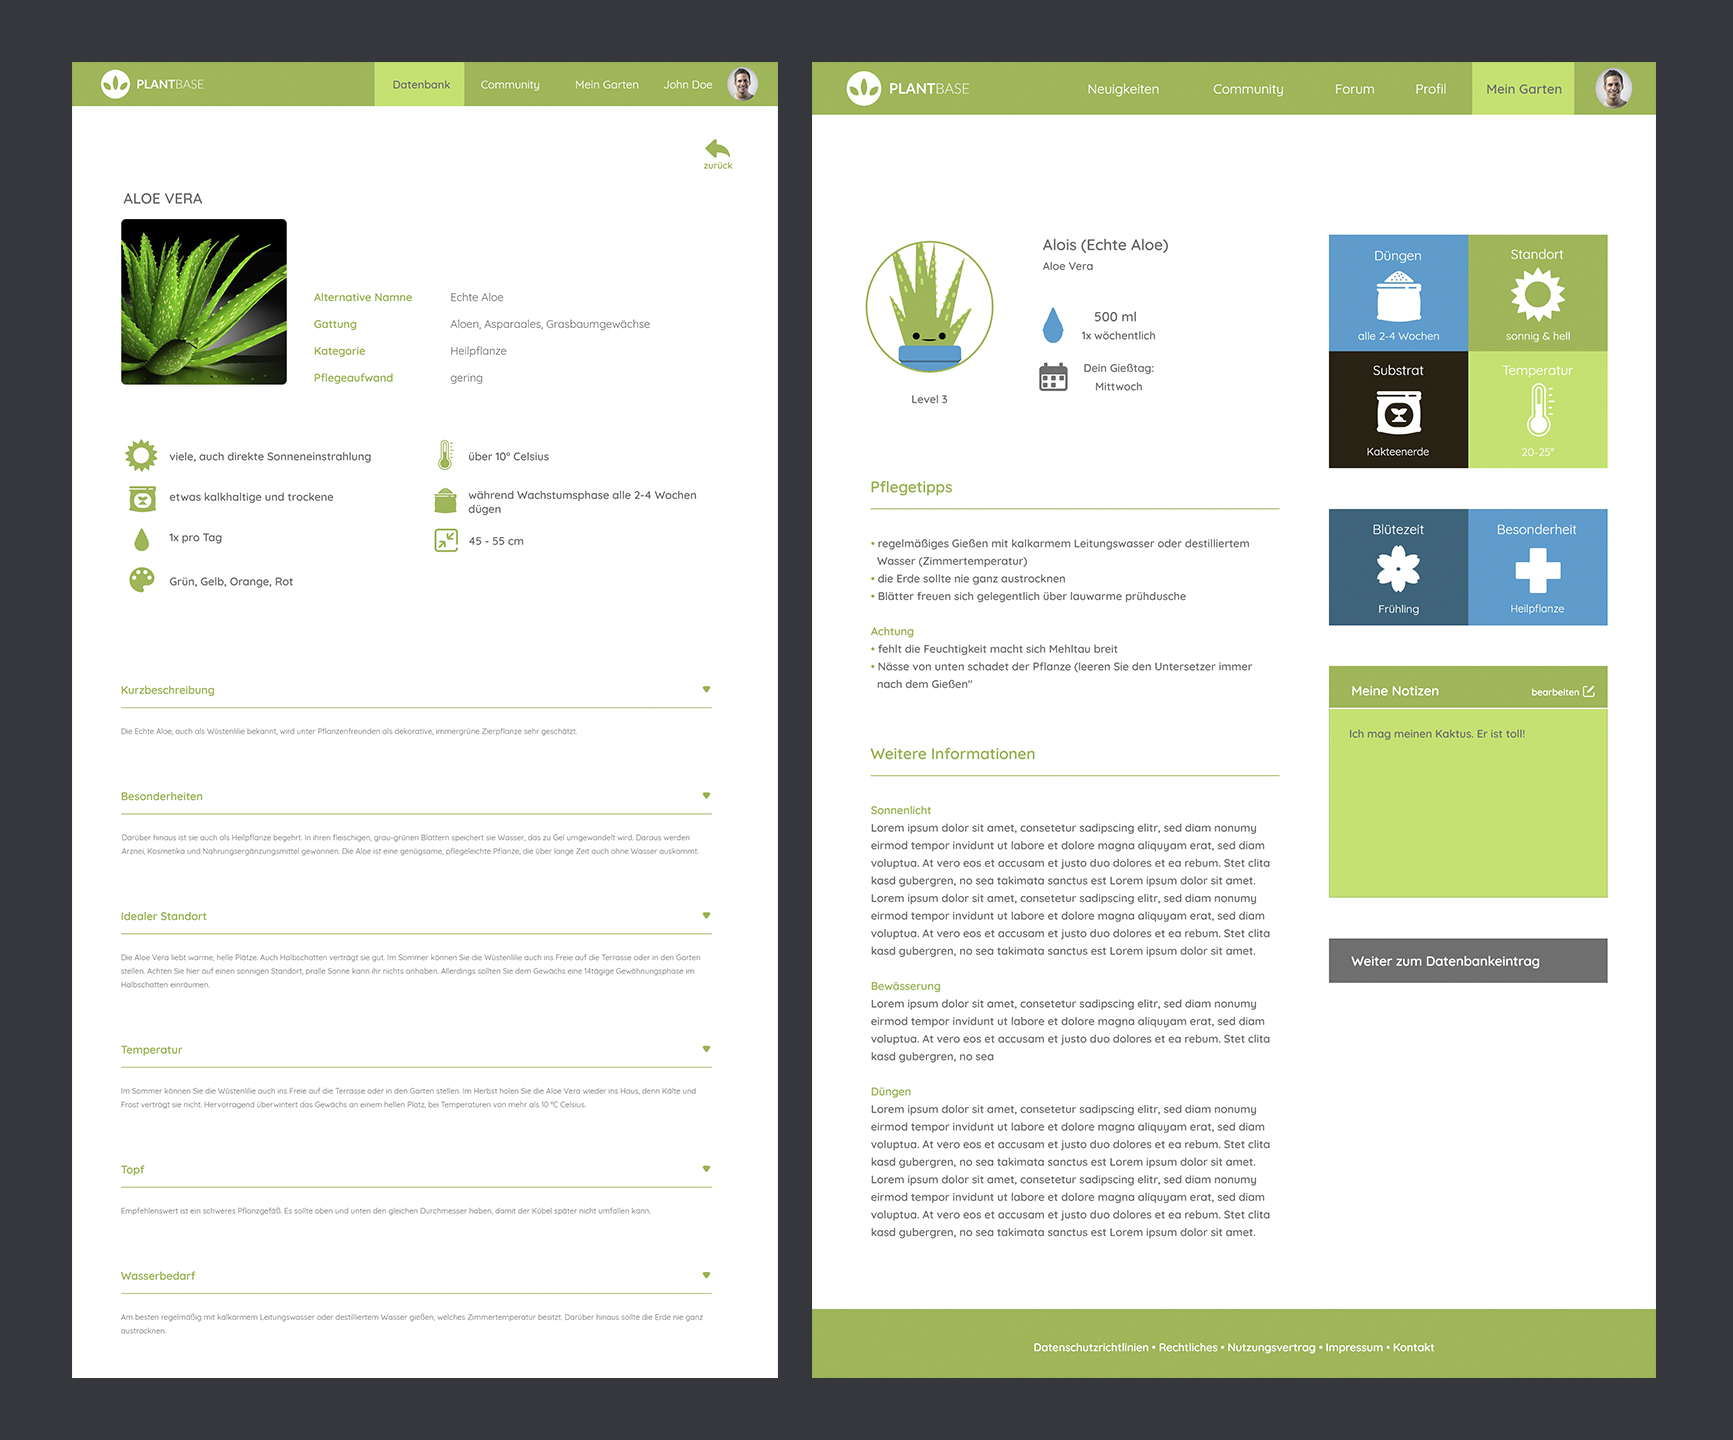 PLANTBASE
Datenbank
Community
Mein Garten
John Doe
zurück
ALOE VERA
Alternative Namne
Echte Aloe
Gattung
Aloen, Asparaales, Grasbaumgewächse
Kategorie
Heilpflanze
Pflegeaufwand
gering
viele, auch direkte Sonneneinstrahlung
über 10° Celsius
etwas kalkhaltige und trockene
während Wachstumsphase alle 2-4 Wochen
dügen
1x pro Tag
45 - 55 cm
Grün, Gelb, Orange, Rot
Kurzbeschreibung
Die Echte Aloe, auch als Wüstenlilie bekannt, wird unter Pflanzenfreunden als dekorative, immergrüne Zierpflanze sehr geschätzt.
Besonderheiten
Darüber hinaus ist sie auch als Heilpflanze begehrt. In ihren fleischigen, grau-grünen Blättern speichert sie Wasser, das zu Gel umgewandelt wird. Daraus werden
Arznei, Kosmetika und Nahrungsergänzungsmittel gewonnen. Die Aloe ist eine genügsame, pflegeleichte Pflanze, die über lange Zeit auch ohne Wasser auskommt.
Idealer Standort
Die Aloe Vera liebt warme, helle Plätze. Auch Halbschatten verträgt sie gut. Im Sommer können Sie die Wüstenlilie auch ins Freie auf die Terrasse oder in den Garten
stellen. Achten Sie hier auf einen sonnigen Standort, pralle Sonne kann ihr nichts anhaben. Allerdings sollten Sie dem Gewächs eine 14tägige Gewöhnungsphase im
Halbschatten einräumen.
Temperatur
Im Sommer können Sie die Wüstenlilie auch ins Freie auf die Terrasse oder in den Garten stellen. Im Herbst holen Sie die Aloe Vera wieder ins Haus, denn Kälte und
Frost verträgt sie nicht. Hervorragend überwintert das Gewächs an einem hellen Platz, bei Temperaturen von mehr als 10 °C Celsius.
Topf
Empfehlenswert ist ein schweres Pflanzgefäß. Es sollte oben und unten den gleichen Durchmesser haben, damit der Kübel später nicht umfallen kann.
Wasserbedarf
Am besten regelmäßig mit kalkarmem Leitungswasser oder destilliertem Wasser gießen, welches Zimmertemperatur besitzt. Darüber hinaus sollte die Erde nie ganz
austrocknen.
PLANTBASE
Neuigkeiten
Community
Forum
Profil
Mein Garten
Alois (Echte Aloe)
Aloe Vera
500 ml
1x wöchentlich
Dein Gießtag:
Mittwoch
Level 3
Düngen
alle 2-4 Wochen
Standort
sonnig & hell
Substrat
Kakteenerde
Temperatur
20-25°
Blütezeit
Frühling
Besonderheit
Heilpflanze
Meine Notizen
bearbeiten
Ich mag meinen Kaktus. Er ist toll!
Weiter zum Datenbankeintrag
Pflegetipps
• regelmäßiges Gießen mit kalkarmem Leitungswasser oder destilliertem
Wasser (Zimmertemperatur)
• die Erde sollte nie ganz austrocknen
• Blätter freuen sich gelegentlich über lauwarme prühdusche
Achtung
• fehlt die Feuchtigkeit macht sich Mehltau breit
• Nässe von unten schadet der Pflanze (leeren Sie den Untersetzer immer
nach dem Gießen"
Weitere Informationen
Sonnenlicht
Lorem ipsum dolor sit amet, consetetur sadipscing elitr, sed diam nonumy
eirmod tempor invidunt ut labore et dolore magna aliquyam erat, sed diam
voluptua. At vero eos et accusam et justo duo dolores et ea rebum. Stet clita
kasd gubergren, no sea takimata sanctus est Lorem ipsum dolor sit amet.
Lorem ipsum dolor sit amet, consetetur sadipscing elitr, sed diam nonumy
eirmod tempor invidunt ut labore et dolore magna aliquyam erat, sed diam
voluptua. At vero eos et accusam et justo duo dolores et ea rebum. Stet clita
kasd gubergren, no sea takimata sanctus est Lorem ipsum dolor sit amet.
Bewässerung
Lorem ipsum dolor sit amet, consetetur sadipscing elitr, sed diam nonumy
eirmod tempor invidunt ut labore et dolore magna aliquyam erat, sed diam
voluptua. At vero eos et accusam et justo duo dolores et ea rebum. Stet clita
kasd gubergren, no sea
Düngen
Lorem ipsum dolor sit amet, consetetur sadipscing elitr, sed diam nonumy
eirmod tempor invidunt ut labore et dolore magna aliquyam erat, sed diam
voluptua. At vero eos et accusam et justo duo dolores et ea rebum. Stet clita
kasd gubergren, no sea takimata sanctus est Lorem ipsum dolor sit amet.
Lorem ipsum dolor sit amet, consetetur sadipscing elitr, sed diam nonumy
eirmod tempor invidunt ut labore et dolore magna aliquyam erat, sed diam
voluptua. At vero eos et accusam et justo duo dolores et ea rebum. Stet clita
kasd gubergren, no sea takimata sanctus est Lorem ipsum dolor sit amet.
Datenschutzrichtlinien • Rechtliches • Nutzungsvertrag • Impressum • Kontakt